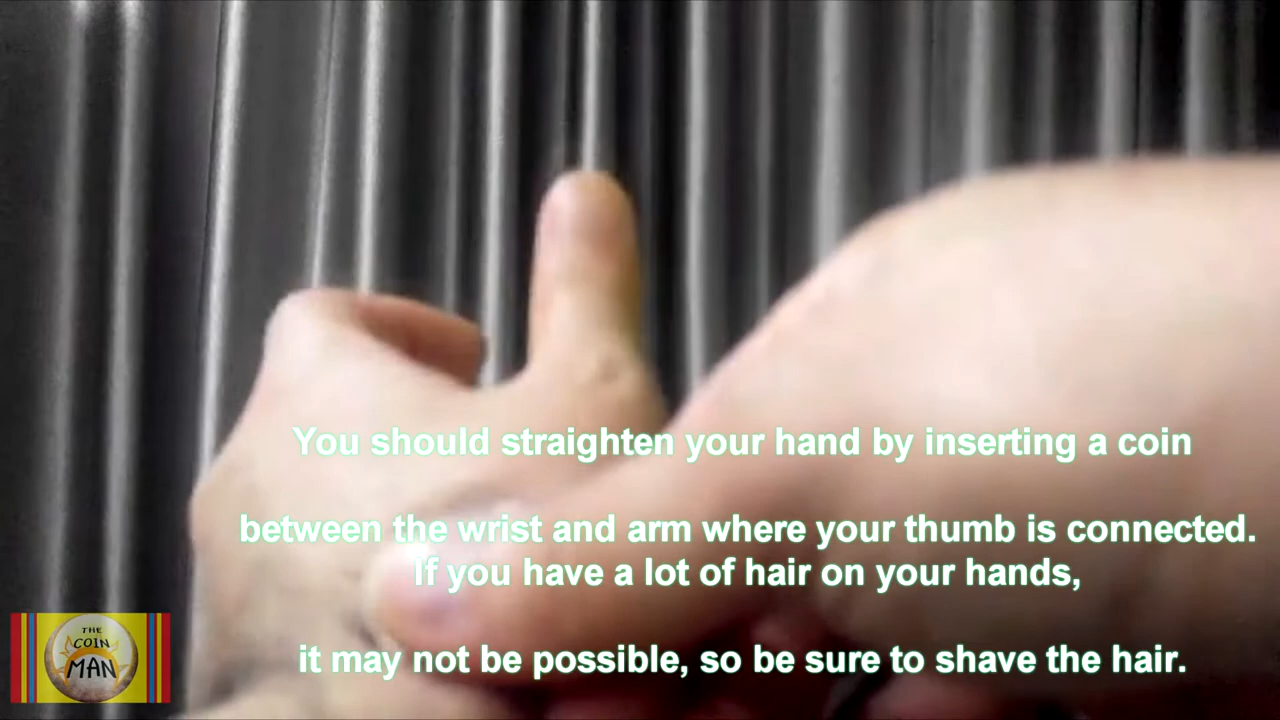 You should straighten your hand by inserting a coin
between the wrist and arm where your thumb is connected.
If you have a lot of hair on your hands,
it may not be possible, so be sure to shave the hair.
THE
COIN
MAN